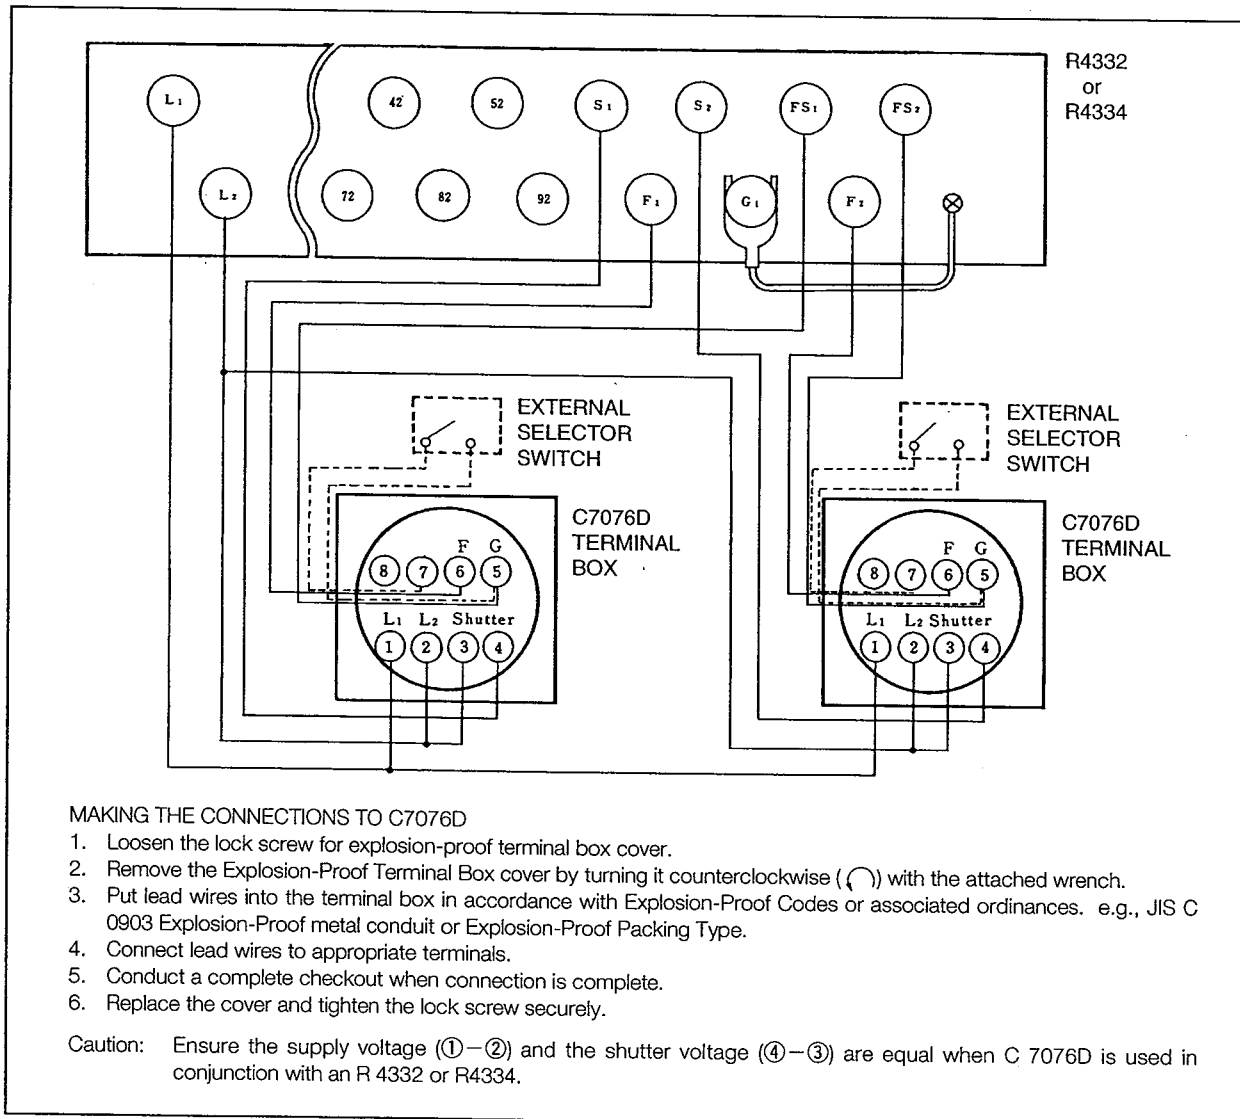 R4332
or
R4334
L1 42 52 S1 S2 FS1 FS2
L2 72 82 92 F1 G1 F2
EXTERNAL
SELECTOR
SWITCH
EXTERNAL
SELECTOR
SWITCH
C7076D
TERMINAL
BOX
F G
8 7 6 5
L1 L2 Shutter
1 2 3 4
C7076D
TERMINAL
BOX
F G
8 7 6 5
L1 L2 Shutter
1 2 3 4
MAKING THE CONNECTIONS TO C7076D
1. Loosen the lock screw for explosion-proof terminal box cover.
2. Remove the Explosion-Proof Terminal Box cover by turning it counterclockwise ( ) with the attached wrench.
3. Put lead wires into the terminal box in accordance with Explosion-Proof Codes or associated ordinances. e.g., JIS C
0903 Explosion-Proof metal conduit or Explosion-Proof Packing Type.
4. Connect lead wires to appropriate terminals.
5. Conduct a complete checkout when connection is complete.
6. Replace the cover and tighten the lock screw securely.
Caution: Ensure the supply voltage (①−②) and the shutter voltage (④−③) are equal when C 7076D is used in
conjunction with an R 4332 or R4334.